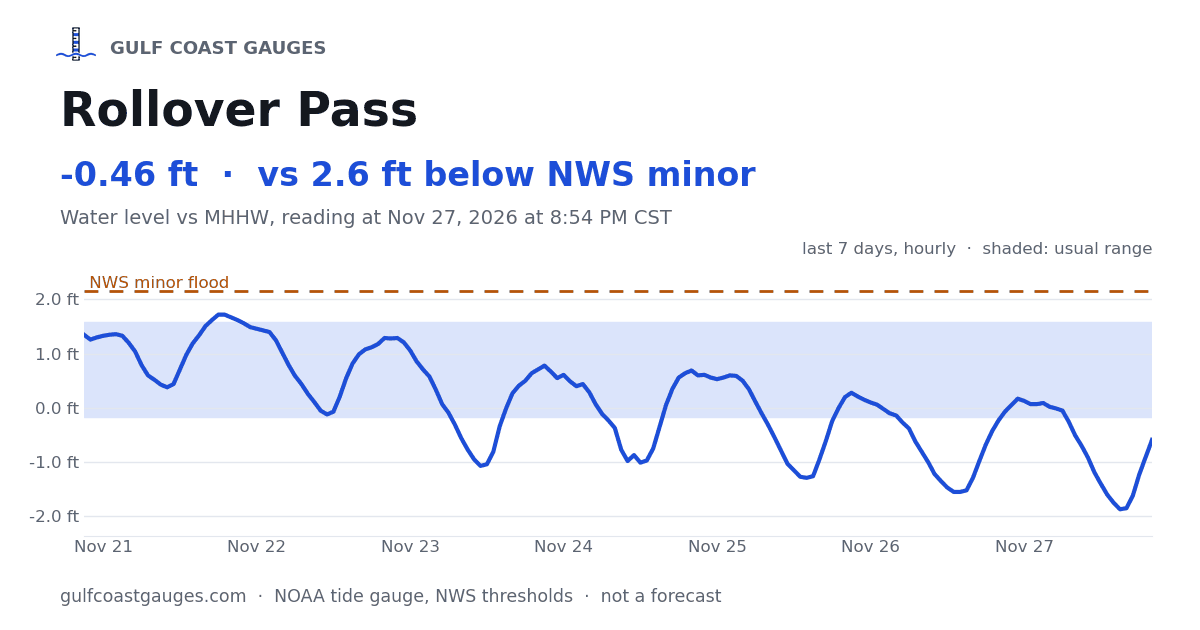 GULF COAST GAUGES
Rollover Pass
-0.46 ft · vs 2.6 ft below NWS minor
Water level vs MHHW, reading at Nov 27, 2026 at 8:54 PM CST
last 7 days, hourly · shaded: usual range
NWS minor flood
2.0 ft
1.0 ft
0.0 ft
-1.0 ft
-2.0 ft
Nov 21 Nov 22 Nov 23 Nov 24 Nov 25 Nov 26 Nov 27
gulfcoastgauges.com · NOAA tide gauge, NWS thresholds · not a forecast